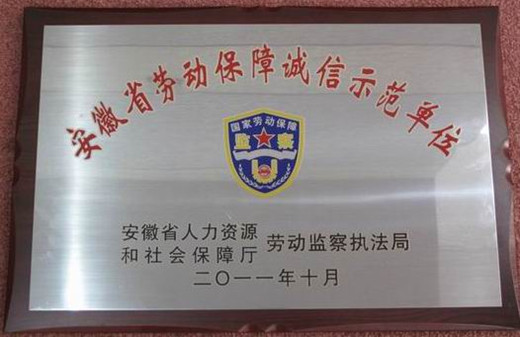 安徽省劳动保障诚信示范单位
国家劳动保障
监察
安徽省人力资源
和社会保障厅
劳动监察执法局
二〇一一年十月